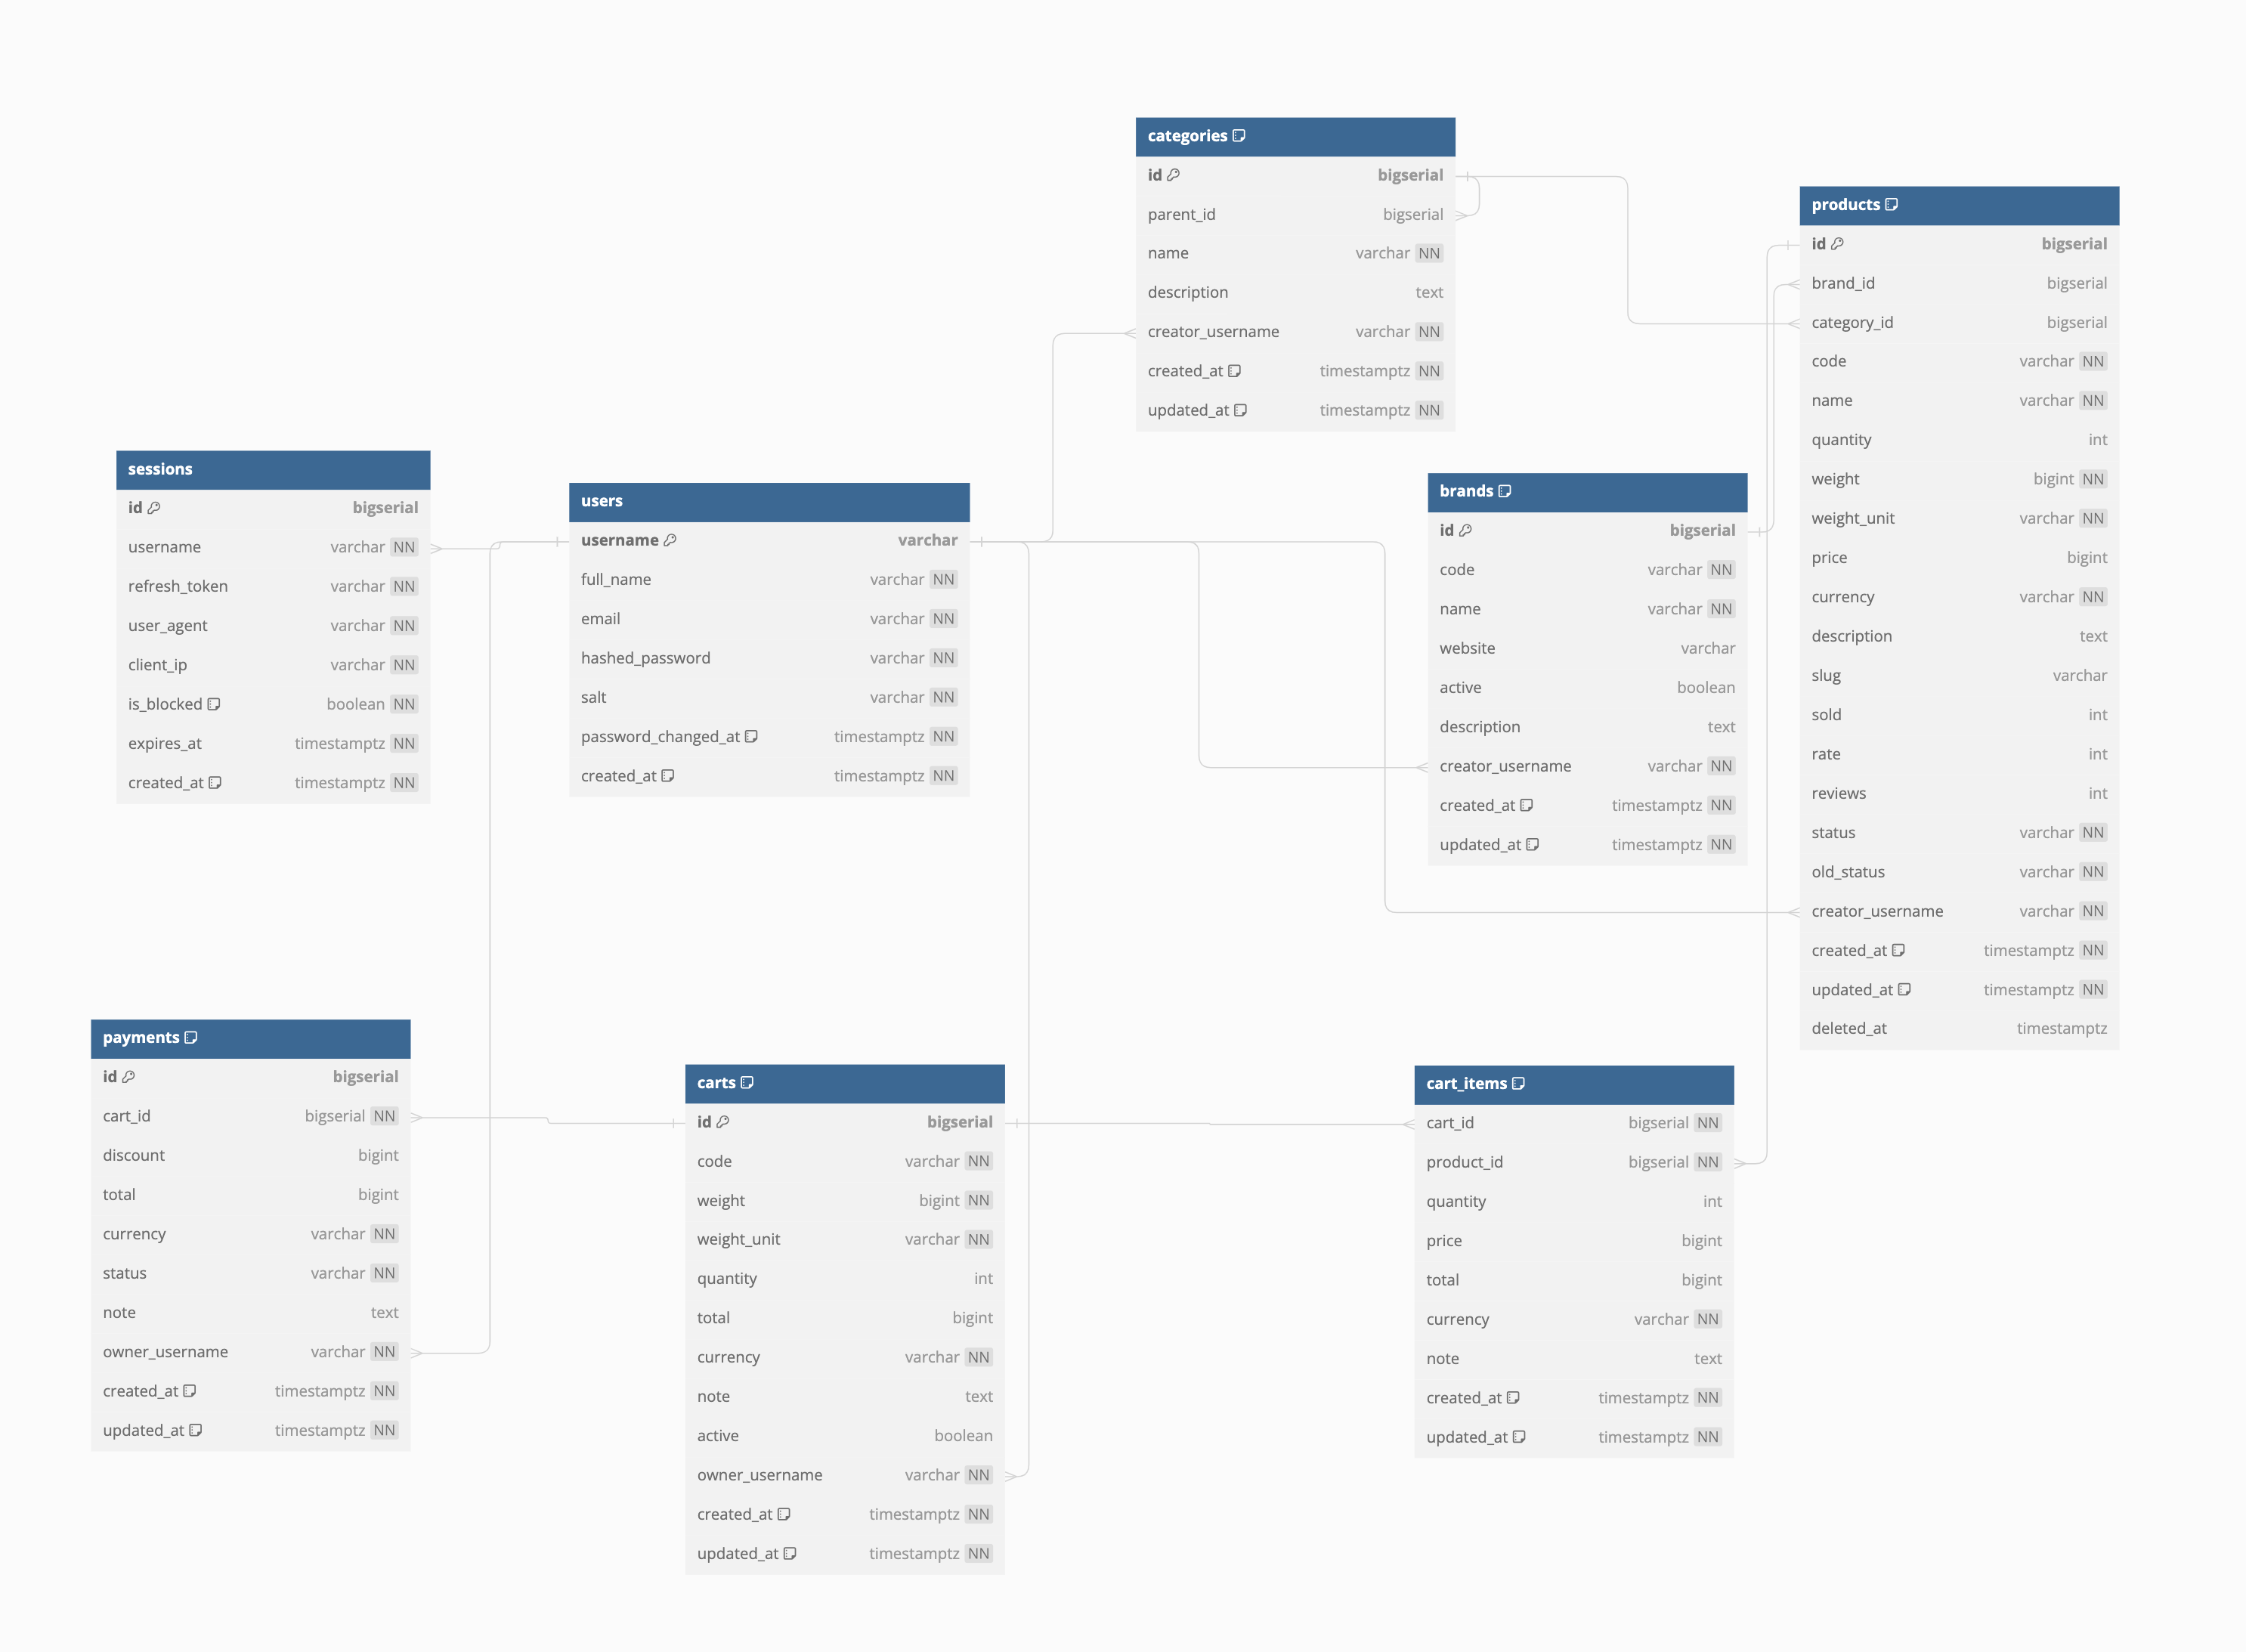 categories
id bigserial
parent_id bigserial
name varchar NN
description text
creator_username varchar NN
created_at timestamptz NN
updated_at timestamptz NN
products
id bigserial
brand_id bigserial
category_id bigserial
code varchar NN
name varchar NN
quantity int
weight bigint NN
weight_unit varchar NN
price bigint
currency varchar NN
description text
slug varchar
sold int
rate int
reviews int
status varchar NN
old_status varchar NN
creator_username varchar NN
created_at timestamptz NN
updated_at timestamptz NN
deleted_at timestamptz
sessions
id bigserial
username varchar NN
refresh_token varchar NN
user_agent varchar NN
client_ip varchar NN
is_blocked boolean NN
expires_at timestamptz NN
created_at timestamptz NN
users
username varchar
full_name varchar NN
email varchar NN
hashed_password varchar NN
salt varchar NN
password_changed_at timestamptz NN
created_at timestamptz NN
brands
id bigserial
code varchar NN
name varchar NN
website varchar
active boolean
description text
creator_username varchar NN
created_at timestamptz NN
updated_at timestamptz NN
payments
id bigserial
cart_id bigserial NN
discount bigint
total bigint
currency varchar NN
status varchar NN
note text
owner_username varchar NN
created_at timestamptz NN
updated_at timestamptz NN
carts
id bigserial
code varchar NN
weight bigint NN
weight_unit varchar NN
quantity int
total bigint
currency varchar NN
note text
active boolean
owner_username varchar NN
created_at timestamptz NN
updated_at timestamptz NN
cart_items
cart_id bigserial NN
product_id bigserial NN
quantity int
price bigint
total bigint
currency varchar NN
note text
created_at timestamptz NN
updated_at timestamptz NN